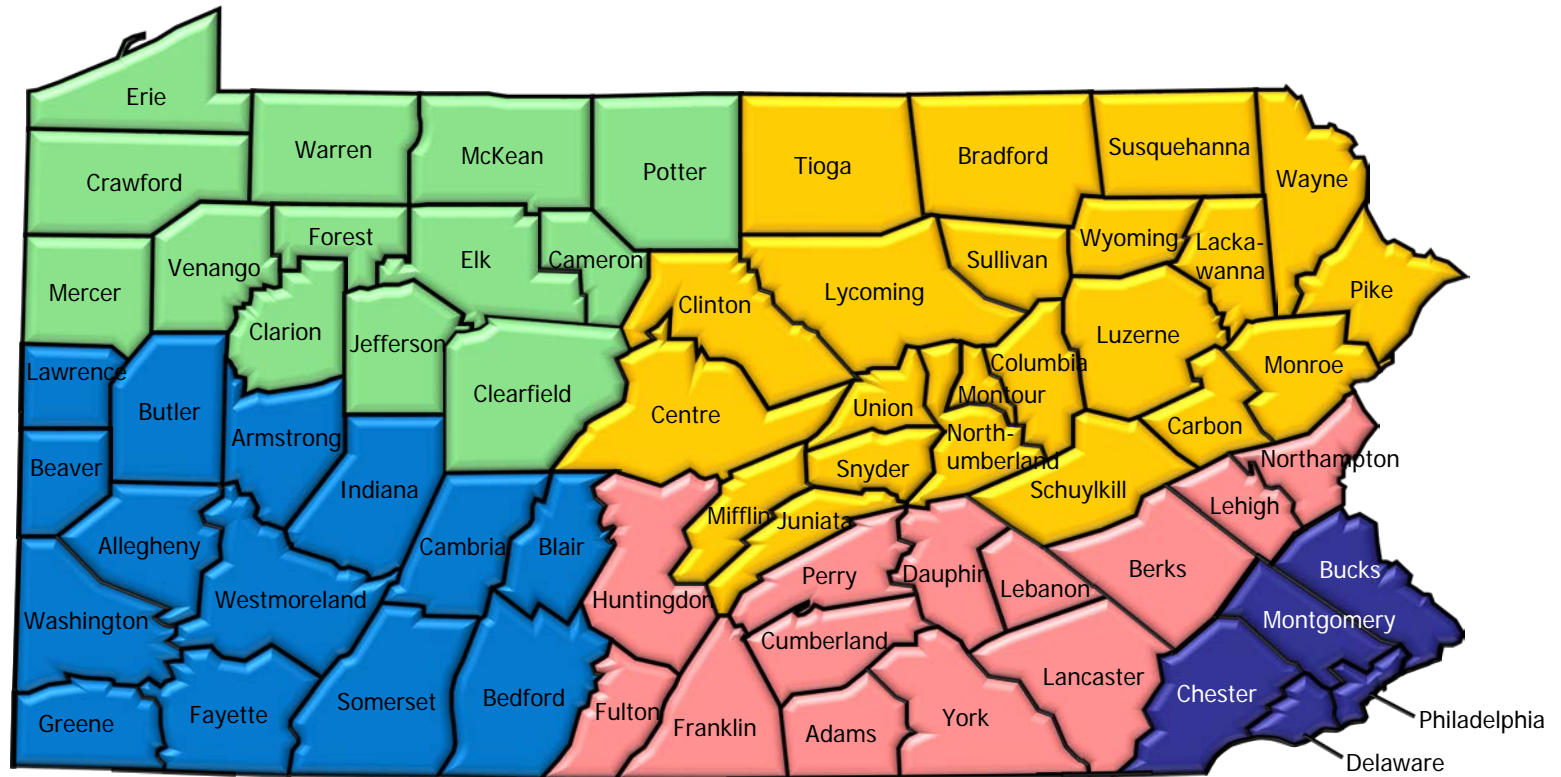 Erie
Warren
McKean
Potter
Tioga
Bradford
Susquehanna
Wayne
Crawford
Forest
Elk
Cameron
Venango
Mercer
Clarion
Jefferson
Clearfield
Clinton
Lycoming
Sullivan
Wyoming
Lacka-
wanna
Pike
Luzerne
Monroe
Columbia
Montour
Union
Centre
Snyder
North-
umberland
Carbon
Schuylkill
Mifflin
Juniata
Lawrence
Butler
Armstrong
Beaver
Indiana
Allegheny
Cambria
Blair
Westmoreland
Washington
Greene
Fayette
Somerset
Bedford
Huntingdon
Fulton
Franklin
Perry
Cumberland
Adams
York
Dauphin
Lebanon
Lancaster
Berks
Lehigh
Northampton
Bucks
Montgomery
Chester
Philadelphia
Delaware